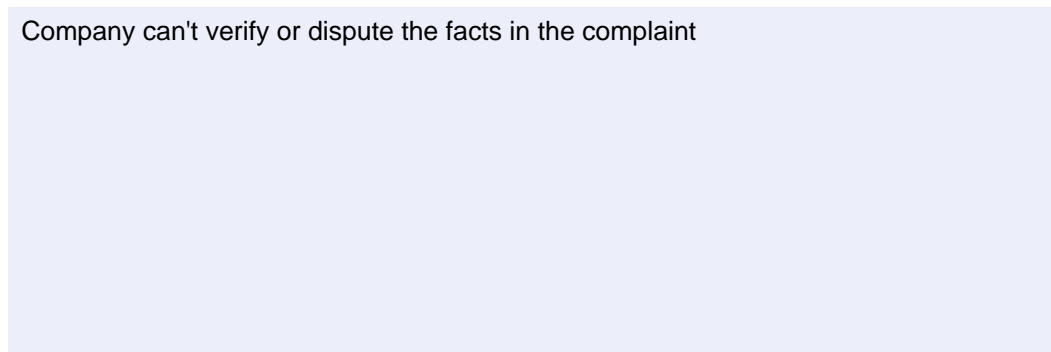 Company can't verify or dispute the facts in the complaint